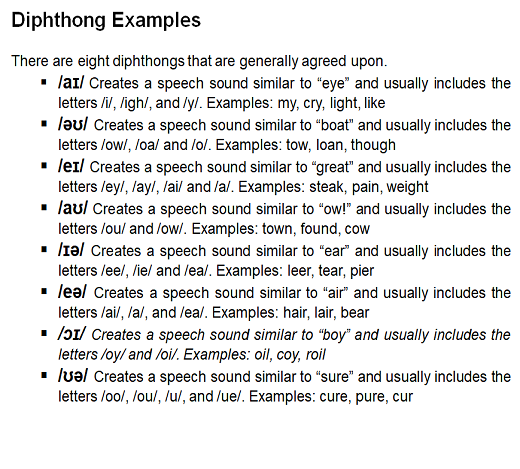 Diphthong Examples
There are eight diphthongs that are generally agreed upon.
▪ /aɪ/ Creates a speech sound similar to “eye” and usually includes the
letters /i/, /igh/, and /y/. Examples: my, cry, light, like
▪ /əʊ/ Creates a speech sound similar to “boat” and usually includes the
letters /ow/, /oa/ and /o/. Examples: tow, loan, though
▪ /eɪ/ Creates a speech sound similar to “great” and usually includes the
letters /ey/, /ay/, /ai/ and /a/. Examples: steak, pain, weight
▪ /aʊ/ Creates a speech sound similar to “ow!” and usually includes the
letters /ou/ and /ow/. Examples: town, found, cow
▪ /ɪə/ Creates a speech sound similar to “ear” and usually includes the
letters /ee/, /ie/ and /ea/. Examples: leer, tear, pier
▪ /eə/ Creates a speech sound similar to “air” and usually includes the
letters /ai/, /a/, and /ea/. Examples: hair, lair, bear
▪ /ɔɪ/ Creates a speech sound similar to “boy” and usually includes the
letters /oy/ and /oi/. Examples: oil, coy, roil
▪ /ʊə/ Creates a speech sound similar to “sure” and usually includes the
letters /oo/, /ou/, /u/, and /ue/. Examples: cure, pure, cur